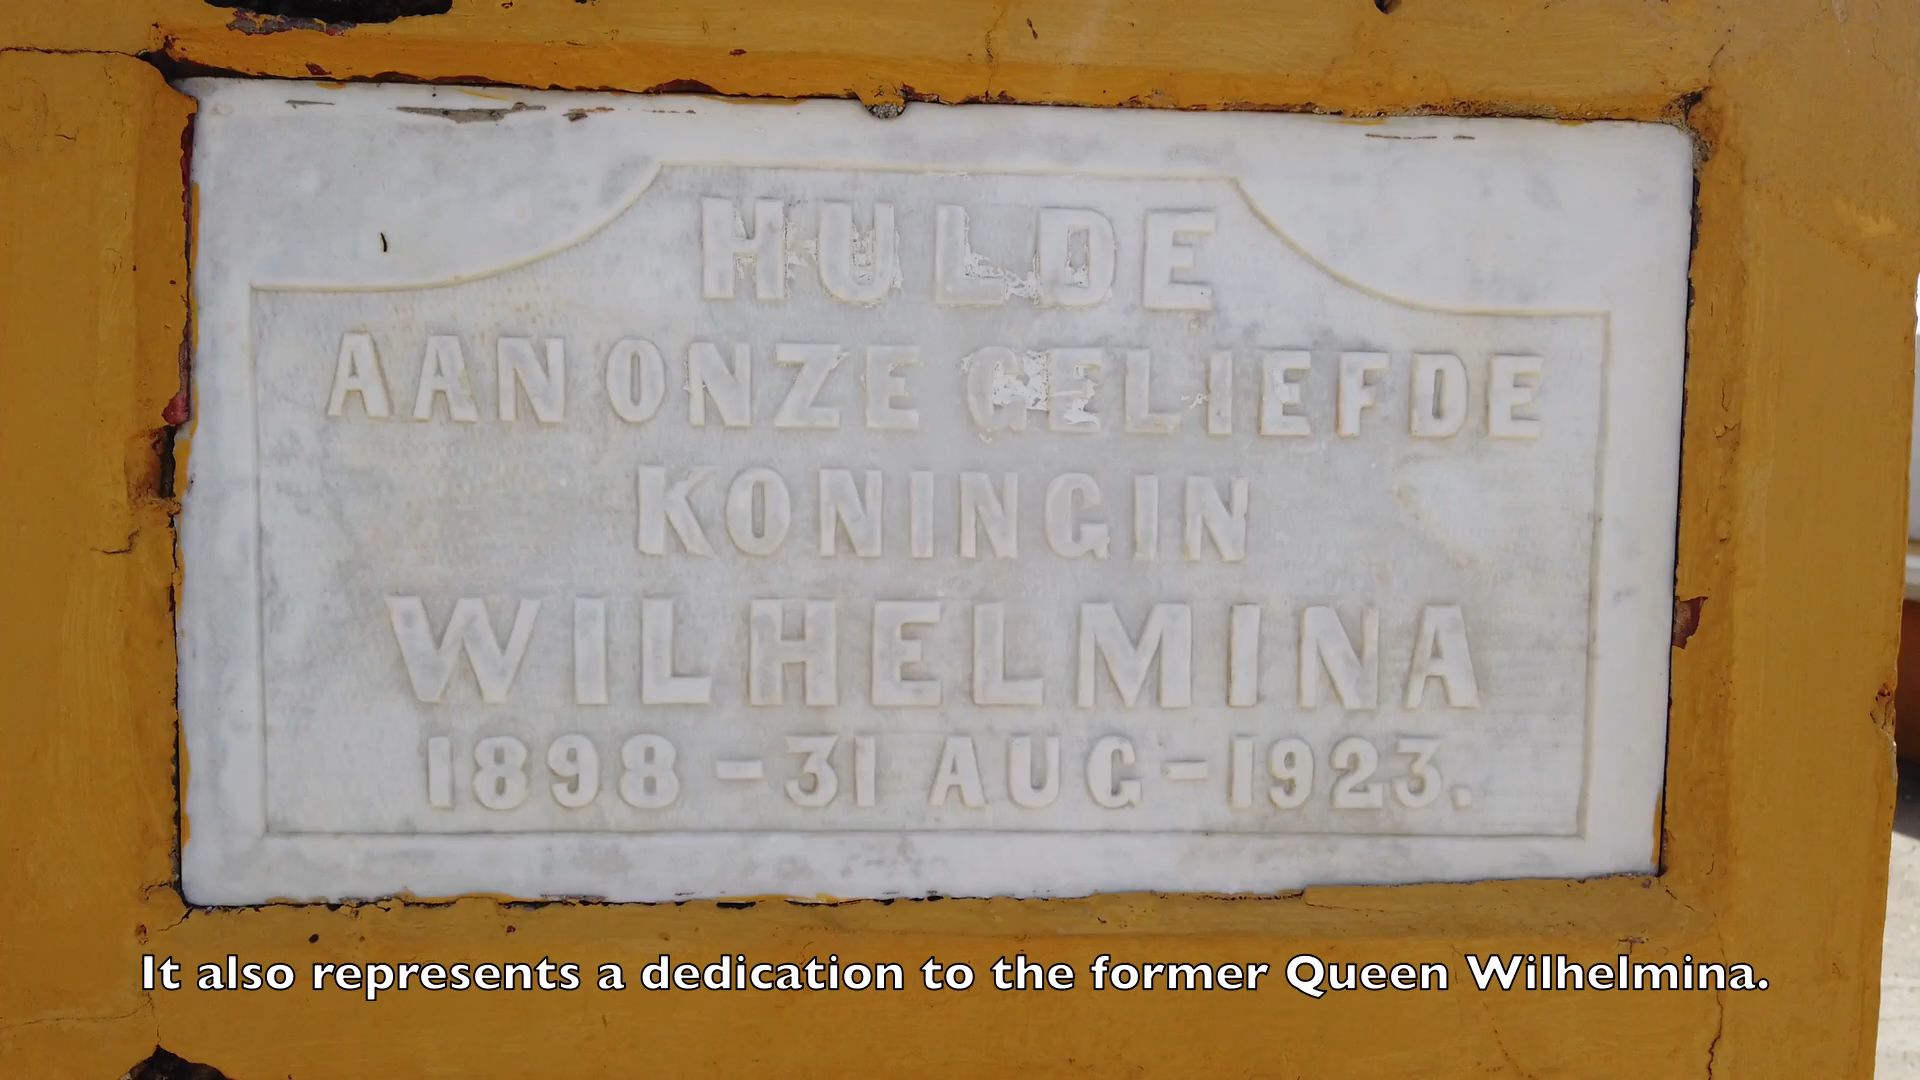 HULDE
AAN ONZE GELIEFDE
KONINGIN
WILHELMINA
1898 - 31 AUG - 1923.
It also represents a dedication to the former Queen Wilhelmina.